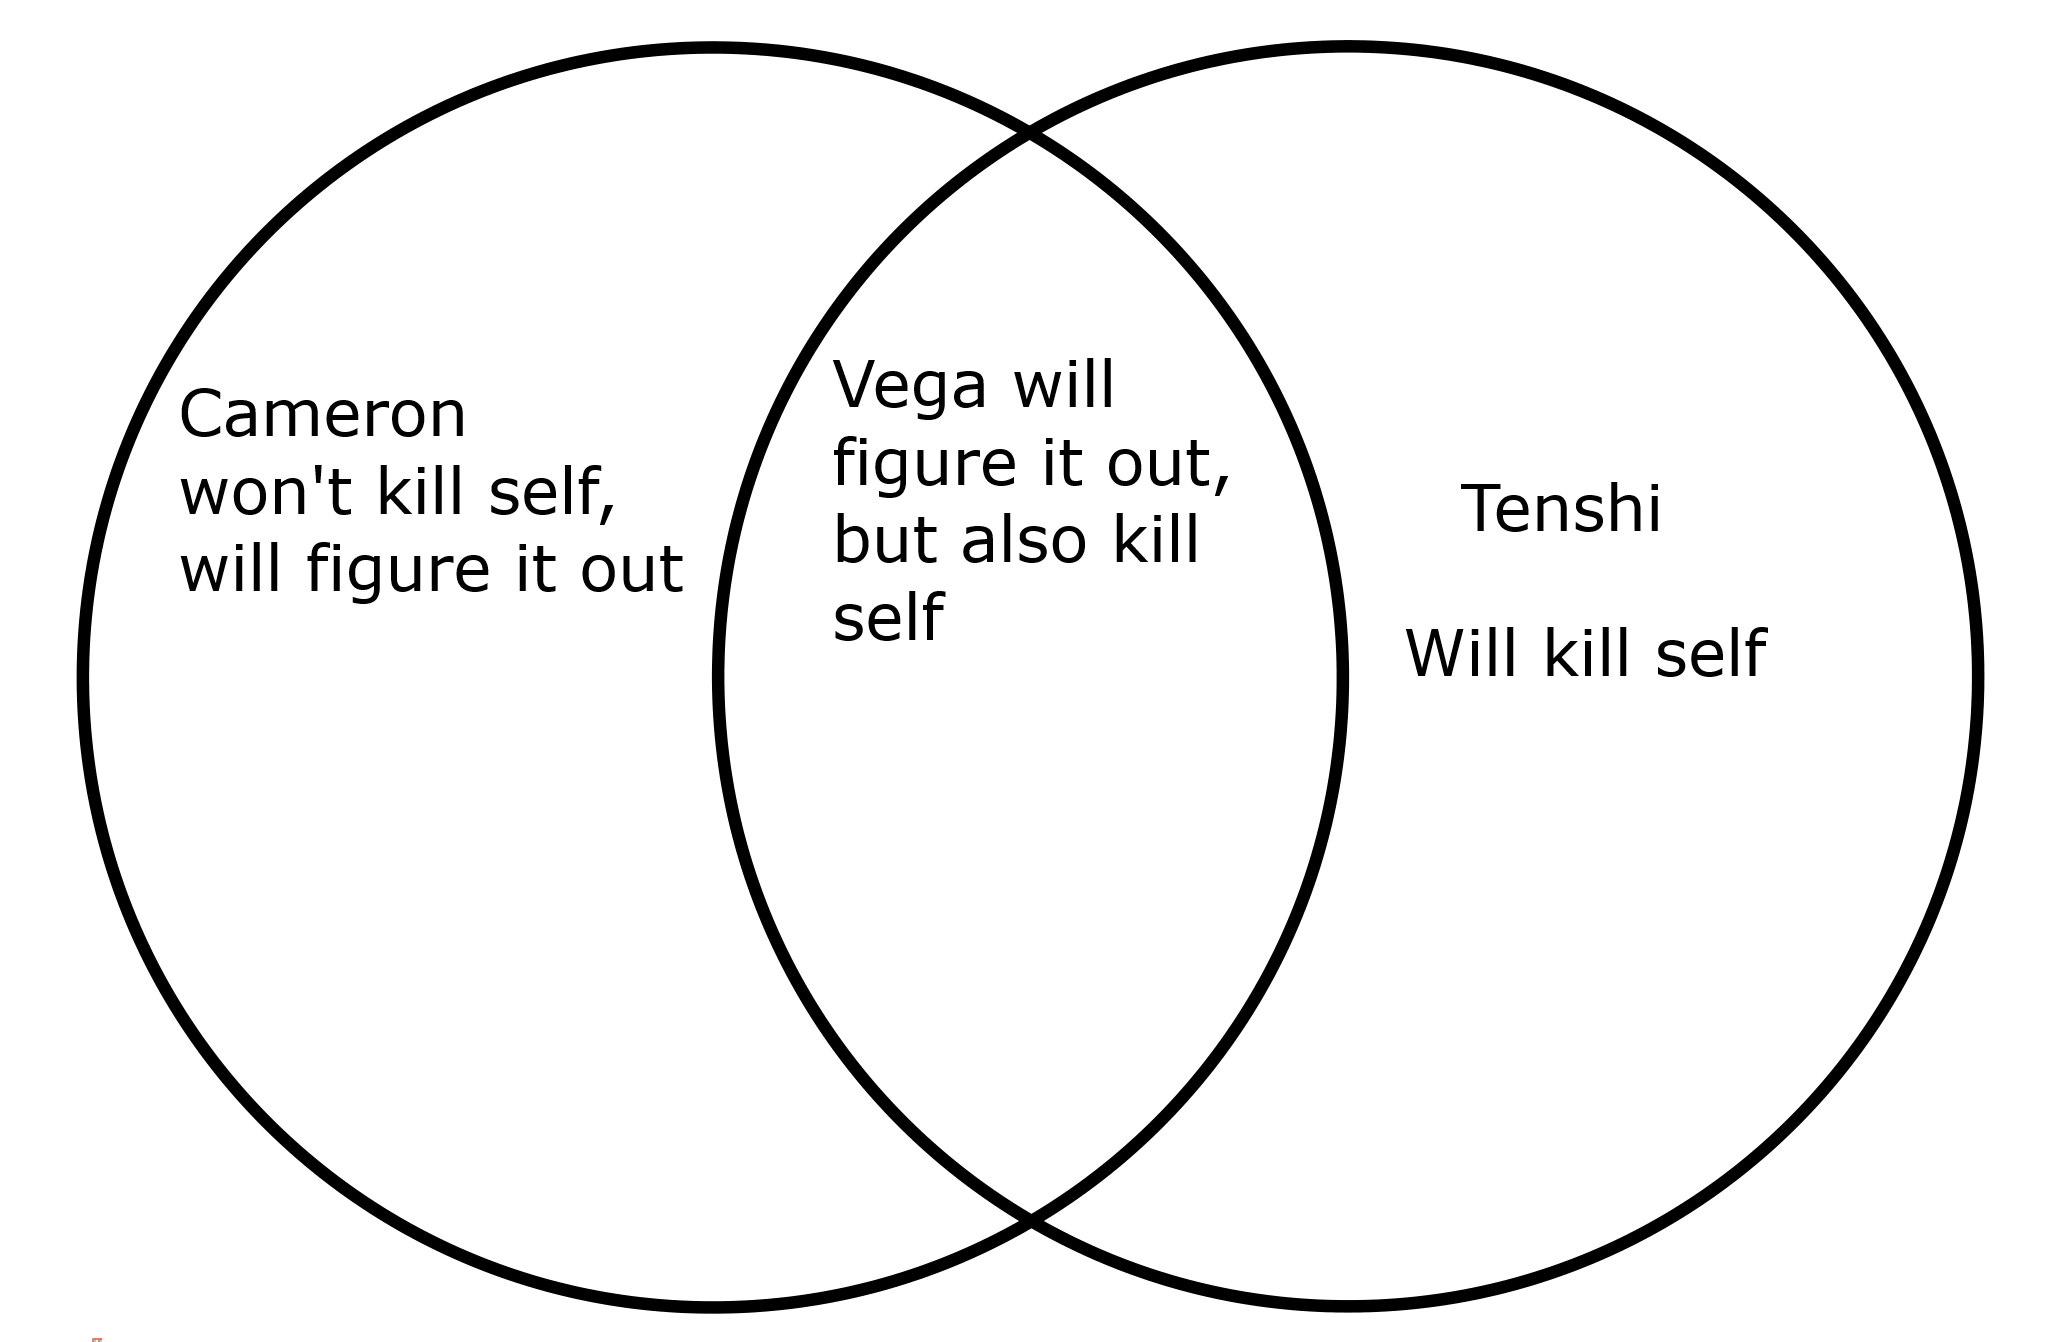 Cameron
won't kill self,
will figure it out
Vega will
figure it out,
but also kill
self
Tenshi
Will kill self